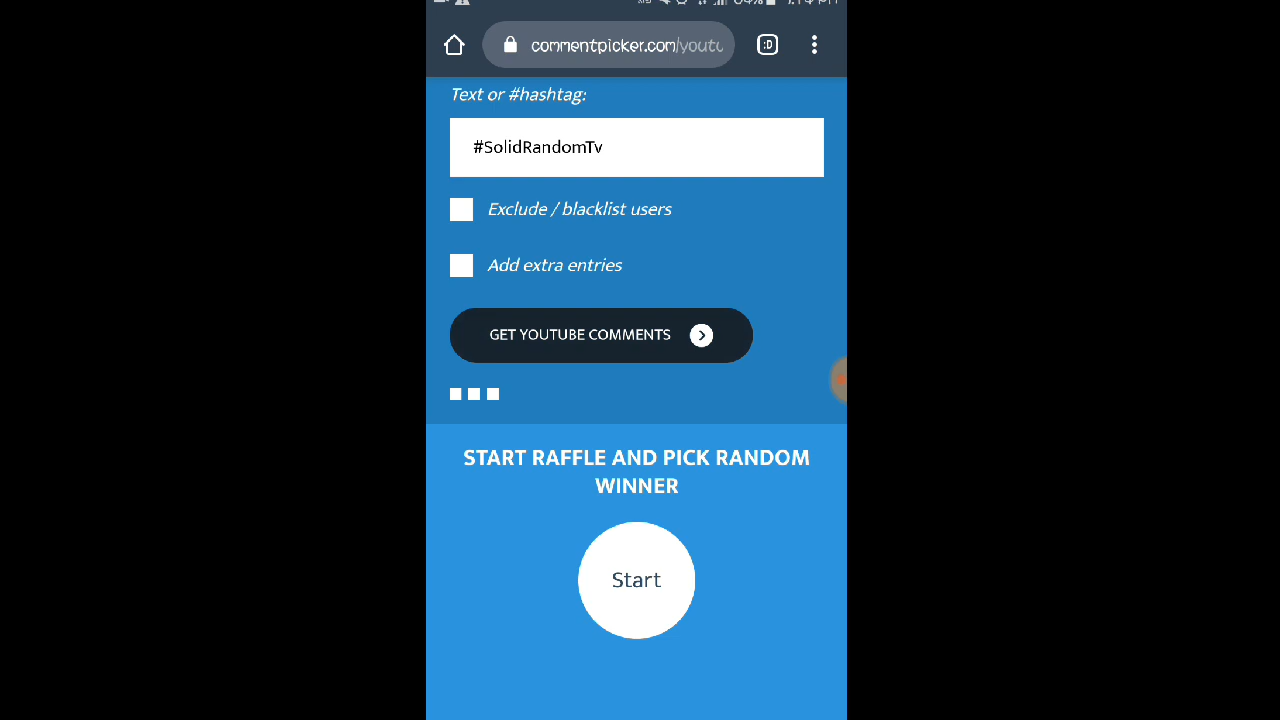 commentpicker.com/youtu
:D
Text or #hashtag:
#SolidRandomTv
Exclude / blacklist users
Add extra entries
GET YOUTUBE COMMENTS
START RAFFLE AND PICK RANDOM
WINNER
Start